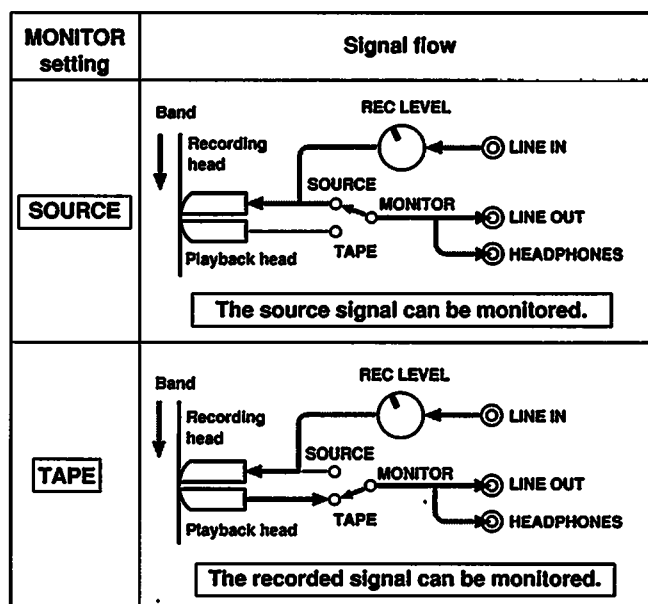 MONITOR
setting
Signal flow
SOURCE
Band
Recording
head
Playback head
REC LEVEL
LINE IN
SOURCE
MONITOR
TAPE
LINE OUT
HEADPHONES
The source signal can be monitored.
TAPE
Band
Recording
head
Playback head
REC LEVEL
LINE IN
SOURCE
MONITOR
TAPE
LINE OUT
HEADPHONES
The recorded signal can be monitored.